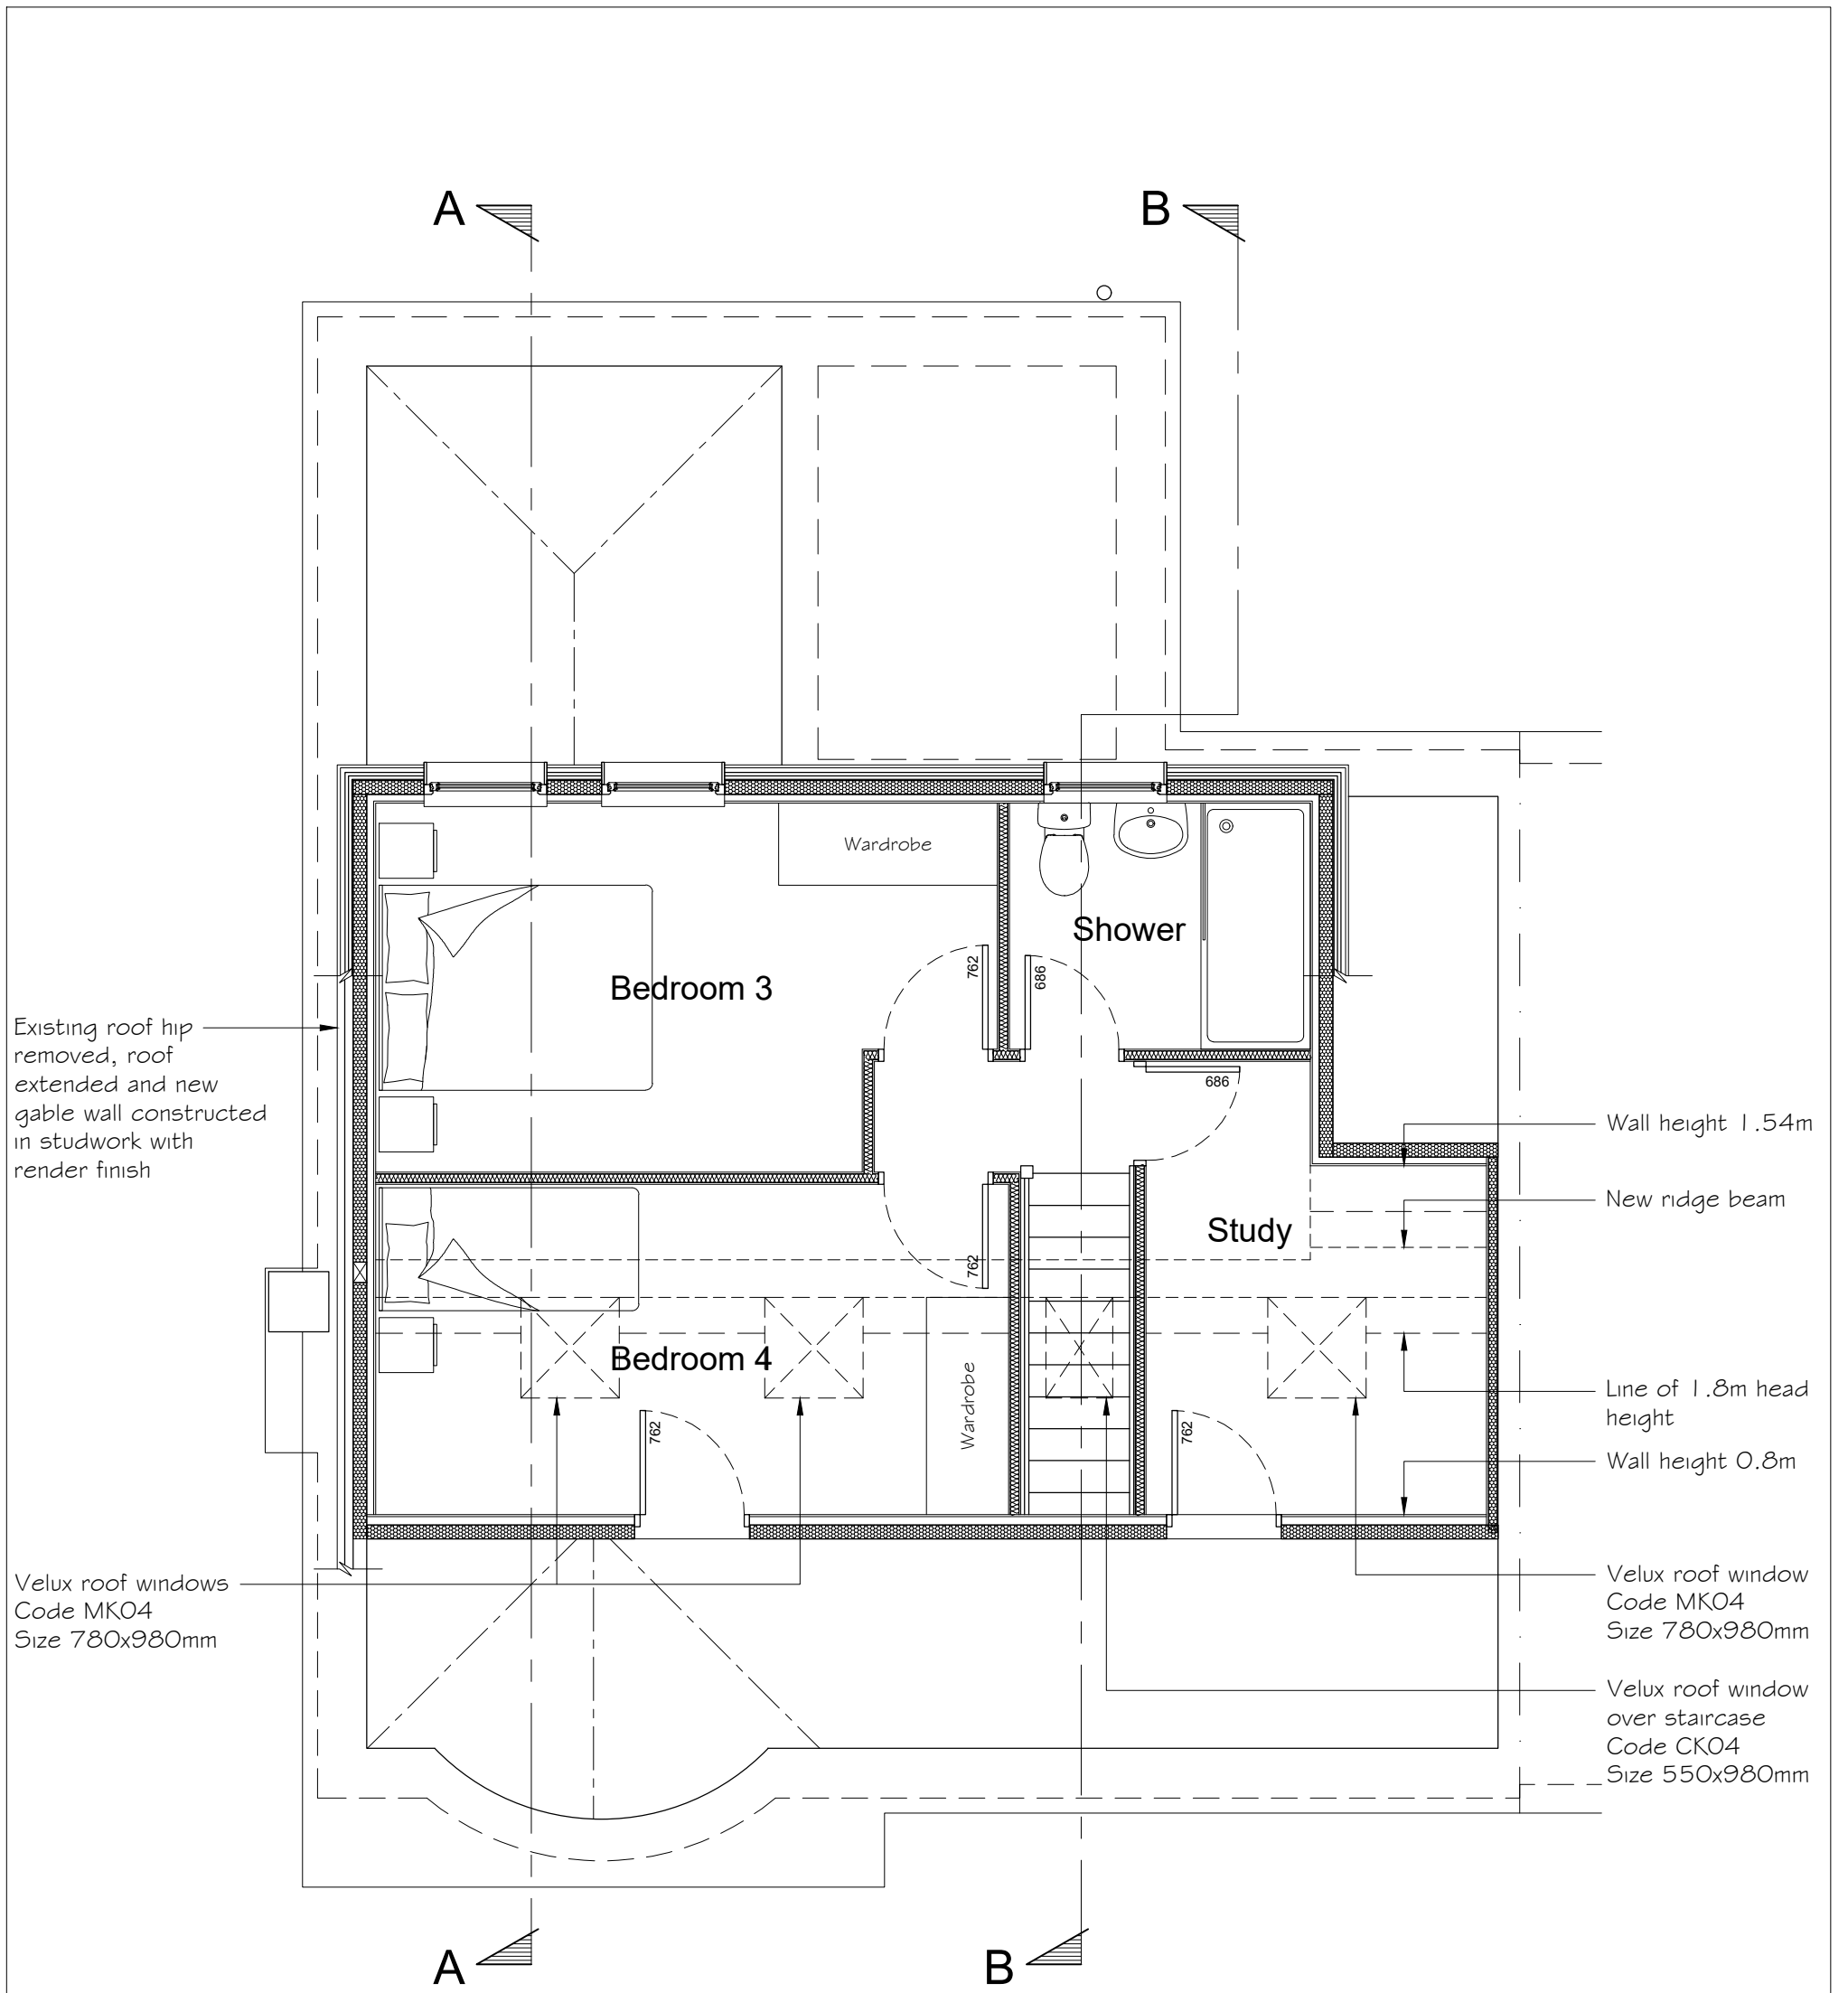 A
B
Wardrobe
Shower
Bedroom 3
762
686
Existing roof hip
removed, roof
extended and new
gable wall constructed
in studwork with
render finish
686
Wall height 1.54m
New ridge beam
Study
762
Bedroom 4
Wardrobe
762
762
Line of 1.8m head
height
Wall height 0.8m
Velux roof windows
Code MK04
Size 780x980mm
Velux roof window
Code MK04
Size 780x980mm
Velux roof window
over staircase
Code CK04
Size 550x980mm
A
B